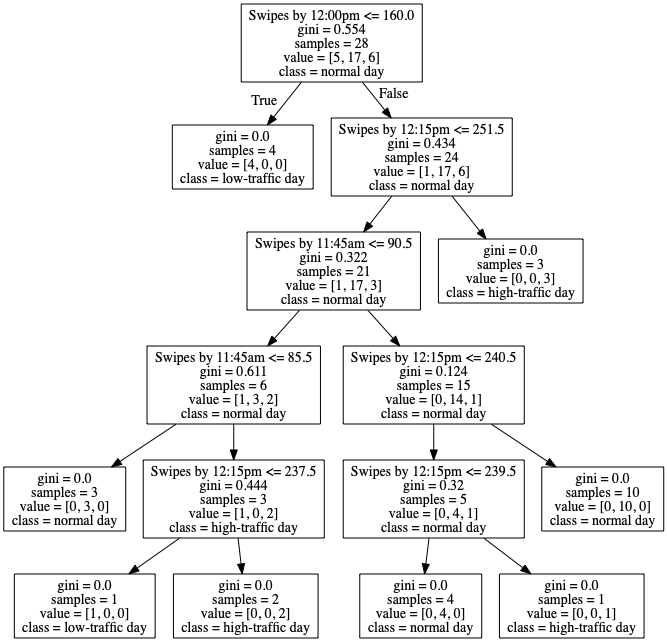 Swipes by 12:00pm <= 160.0
gini = 0.554
samples = 28
value = [5, 17, 6]
class = normal day
True
False
gini = 0.0
samples = 4
value = [4, 0, 0]
class = low-traffic day
Swipes by 12:15pm <= 251.5
gini = 0.434
samples = 24
value = [1, 17, 6]
class = normal day
Swipes by 11:45am <= 90.5
gini = 0.322
samples = 21
value = [1, 17, 3]
class = normal day
gini = 0.0
samples = 3
value = [0, 0, 3]
class = high-traffic day
Swipes by 11:45am <= 85.5
gini = 0.611
samples = 6
value = [1, 3, 2]
class = normal day
Swipes by 12:15pm <= 240.5
gini = 0.124
samples = 15
value = [0, 14, 1]
class = normal day
gini = 0.0
samples = 3
value = [0, 3, 0]
class = normal day
Swipes by 12:15pm <= 237.5
gini = 0.444
samples = 3
value = [1, 0, 2]
class = high-traffic day
Swipes by 12:15pm <= 239.5
gini = 0.32
samples = 5
value = [0, 4, 1]
class = normal day
gini = 0.0
samples = 10
value = [0, 10, 0]
class = normal day
gini = 0.0
samples = 1
value = [1, 0, 0]
class = low-traffic day
gini = 0.0
samples = 2
value = [0, 0, 2]
class = high-traffic day
gini = 0.0
samples = 4
value = [0, 4, 0]
class = normal day
gini = 0.0
samples = 1
value = [0, 0, 1]
class = high-traffic day